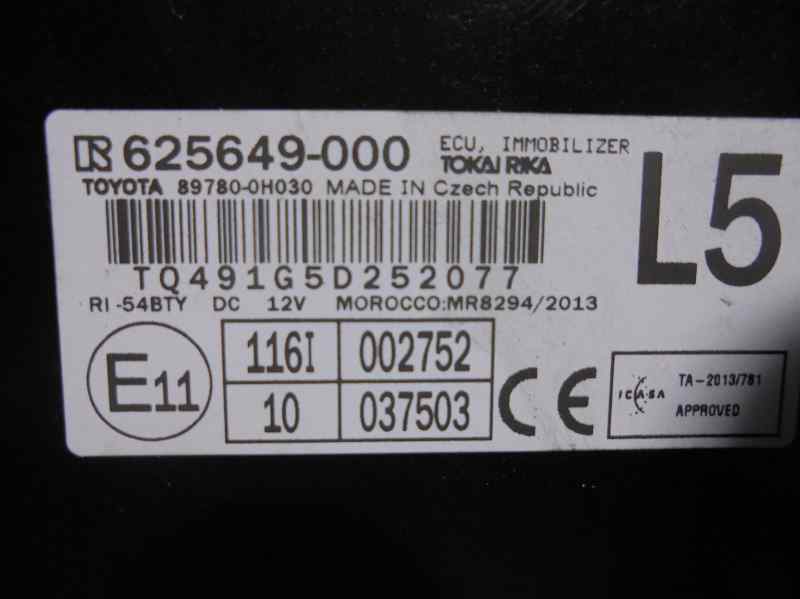 R 625649-000 ECU, IMMOBILIZER
TOKAI RIKA
TOYOTA 89780-0H030 MADE IN Czech Republic
L5
TQ491G5D252077
RI-54BTY DC 12V MOROCCO:MR8294/2013
E11
116I 002752
10 037503
CE
ICASA
TA-2013/781
APPROVED